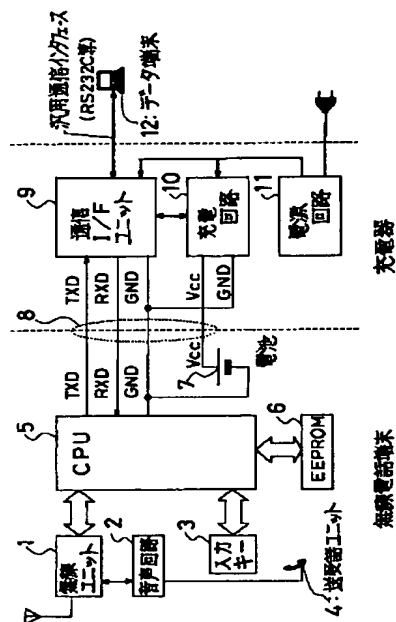 汎用通信インタフェース
(RS232C等)
12:データ端末
9
通信
I/F
ユニット
10
充電
回路
11
電源
回路
充電器
8
TXD
RXD
GND
Vcc
GND
TXD
RXD
GND
Vcc
7
電池
5
CPU
6
EEPROM
1
無線
ユニット
2
音声回路
3
入力
キー
4:送受話ユニット
無線電話端末